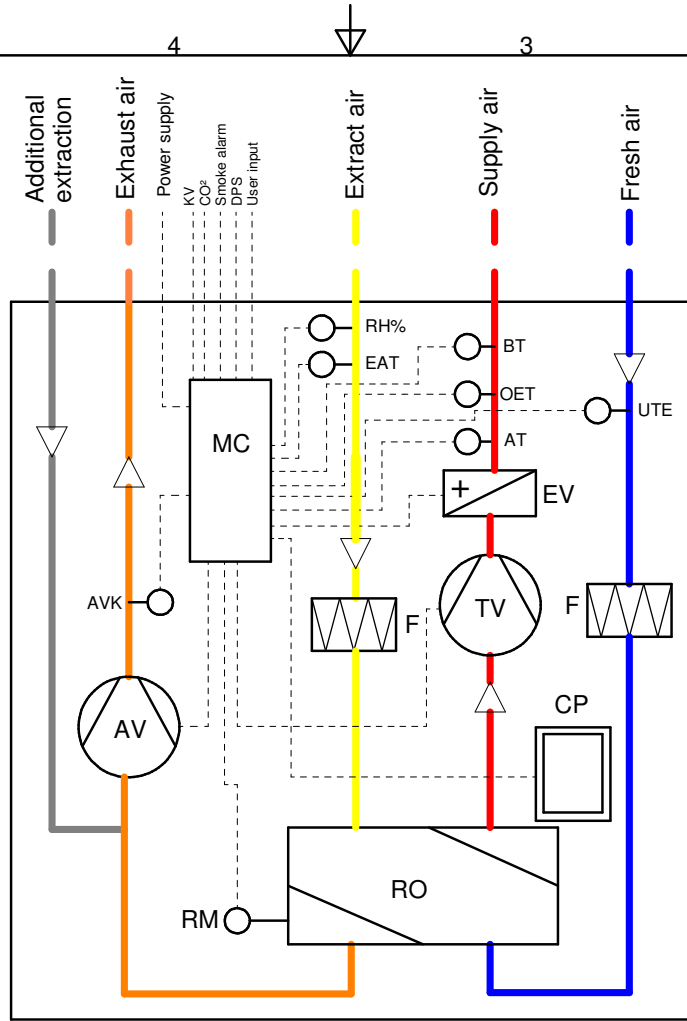 4
3
Additional
extraction
Exhaust air
Power supply
KV
CO²
Smoke alarm
DPS
User input
Extract air
Supply air
Fresh air
RH%
EAT
BT
OET
AT
UTE
MC
+
EV
AVK
F
TV
F
AV
CP
RO
RM